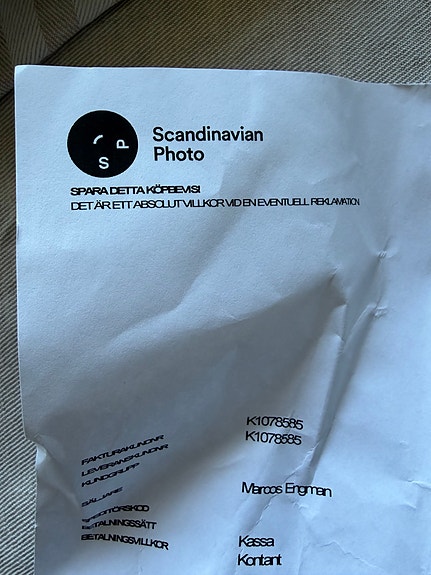 S P
Scandinavian
Photo
SPARA DETTA KÖPBEVIS!
DET ÄR ETT ABSOLUT VILLKOR VID EN EVENTUELL REKLAMATION
FAKTURAKUNDNR K1078585
LEVERANSKUNDNR K1078585
KUNDGRUPP
SÄLJARE Marcos Engman
KREDITORSKOD
BETALNINGSSÄTT Kassa
BETALNINGSVILLKOR Kontant